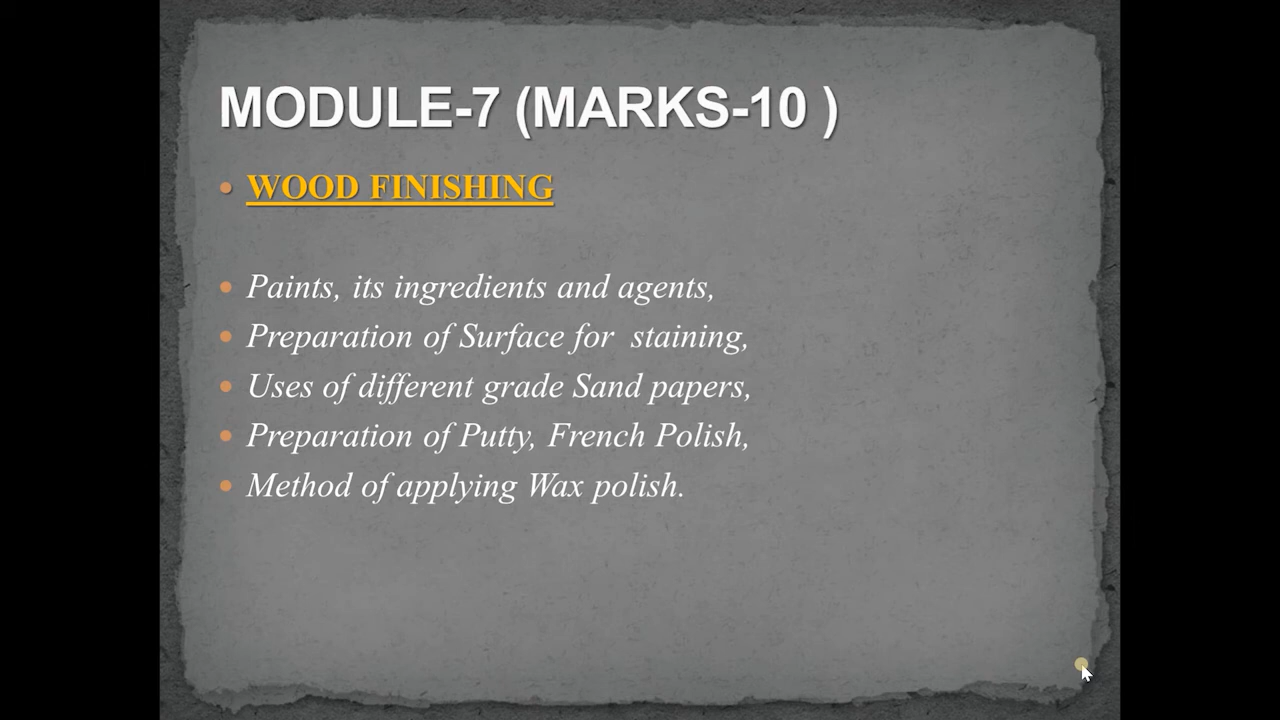 MODULE-7 (MARKS-10 )
WOOD FINISHING
Paints, its ingredients and agents,
Preparation of Surface for  staining,
Uses of different grade Sand papers,
Preparation of Putty, French Polish,
Method of applying Wax polish.